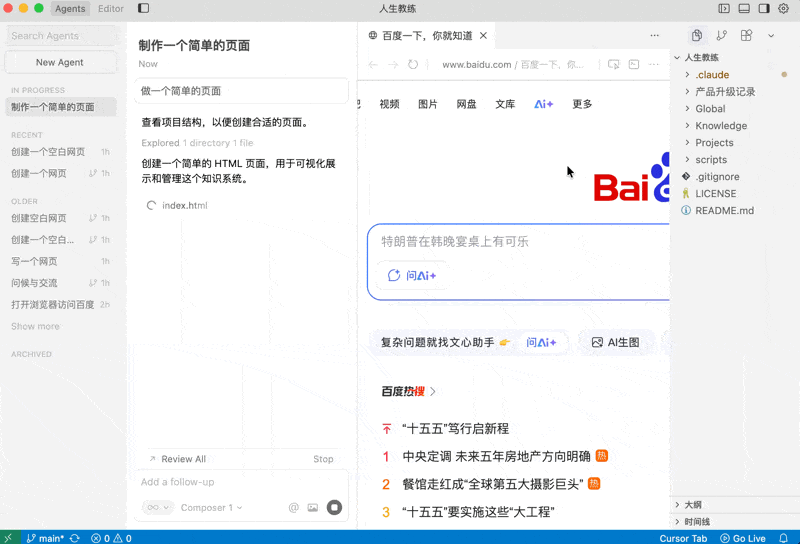 Agents
Editor
人生教练
Search Agents
New Agent
IN PROGRESS
制作一个简单的页面
RECENT
创建一个空白网页 1h
创建一个网页 1h
OLDER
创建空白网页 1h
创建一个空白... 1h
写一个网页 1h
问候与交流 1h
打开浏览器访问百度 2h
Show more
ARCHIVED
制作一个简单的页面
Now
做一个简单的页面
查看项目结构，以便创建合适的页面。
Explored 1 directory 1 file
创建一个简单的 HTML 页面，用于可视化展
示和管理这个知识系统。
index.html
Review All
Stop
Add a follow-up
Composer 1
百度一下，你就知道
www.baidu.com / 百度一下，你...
视频 图片 网盘 文库 Ai+ 更多
Bai
特朗普在韩晚宴桌上有可乐
问Ai+
复杂问题就找文心助手 👉 问Ai+
AI生图
百度热搜
“十五五”笃行启新程
1 中央定调 未来五年房地产方向明确 热
2 餐馆走红成“全球第五大摄影巨头” 热
3 “十五五”要实施这些“大工程”
人生教练
.claude
产品升级记录
Global
Knowledge
Projects
scripts
.gitignore
LICENSE
README.md
大纲
时间线
main*
0 0
Cursor Tab
Go Live